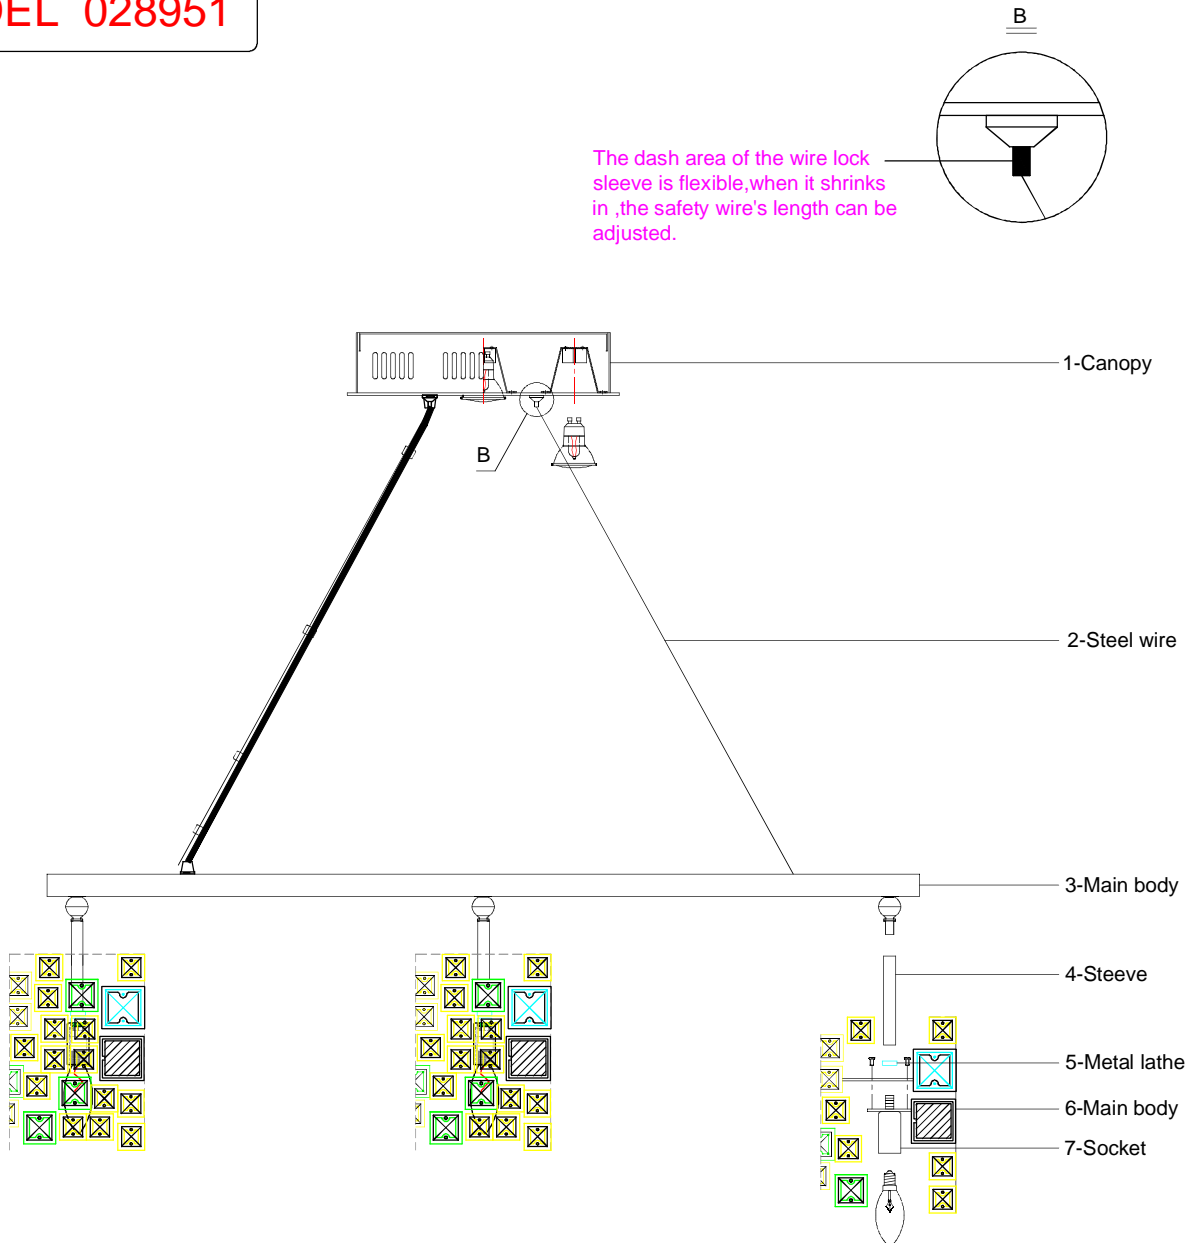 028951
B
The dash area of the wire lock
sleeve is flexible,when it shrinks
in ,the safety wire's length can be
adjusted.
1-Canopy
B
2-Steel wire
3-Main body
4-Steeve
5-Metal lathe
6-Main body
7-Socket